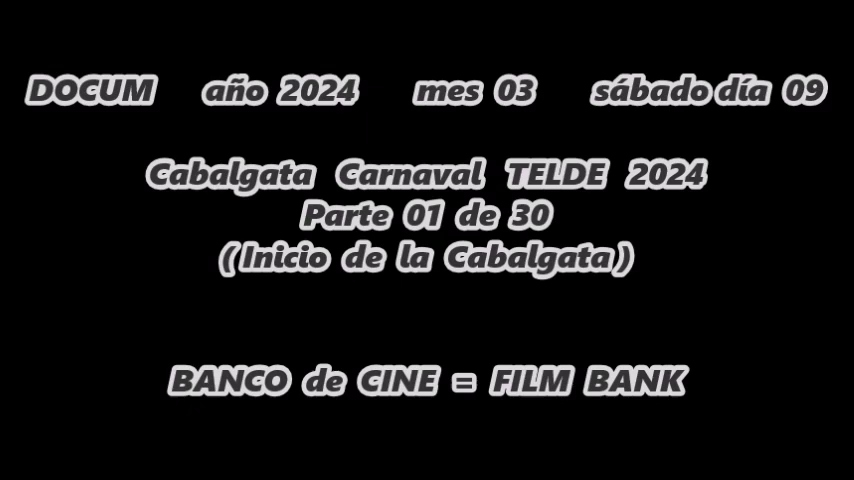 DOCUM año 2024 mes 03 sábado día 09
Cabalgata Carnaval TELDE 2024
Parte 01 de 30
(Inicio de la Cabalgata)
BANCO de CINE = FILM BANK